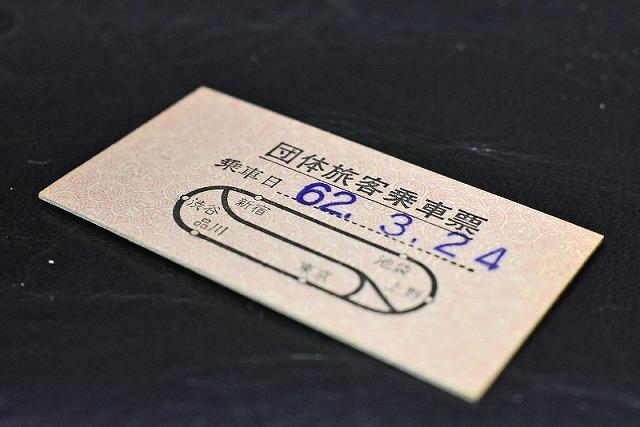 団体旅客乗車票
乗車日 62.3.24
渋谷
新宿
品川
池袋
東京
上野